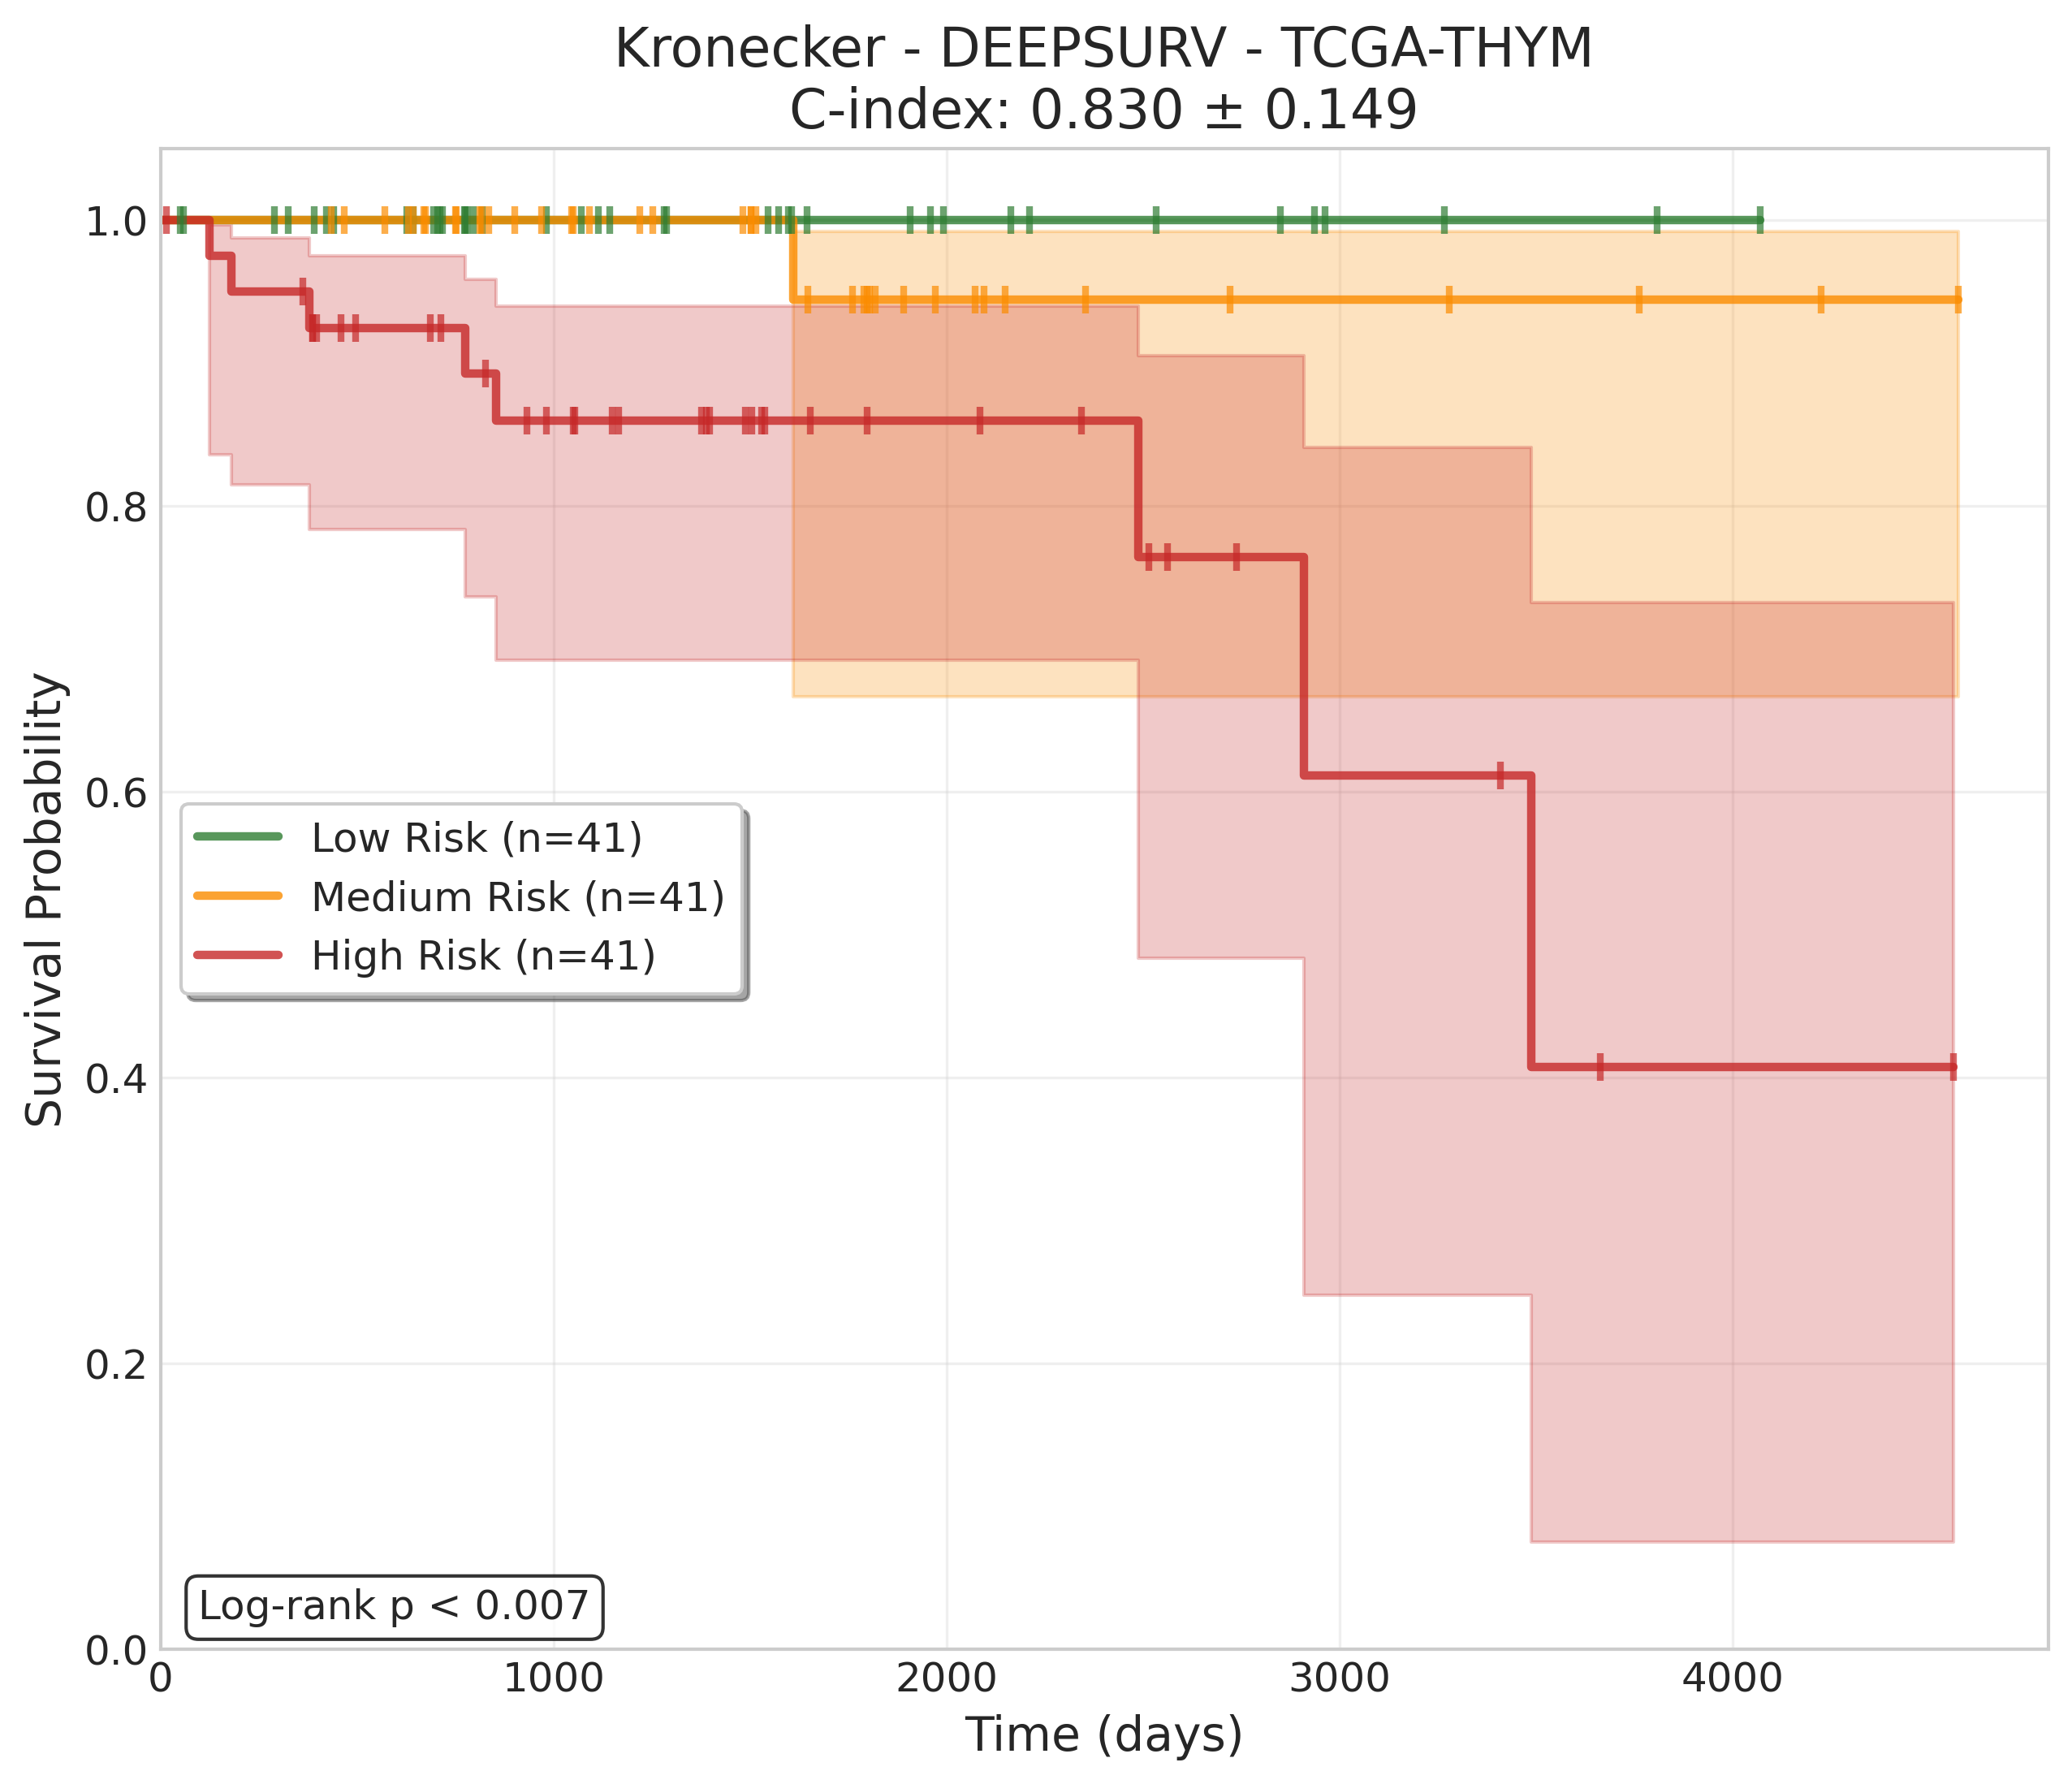 Kronecker - DEEPSURV - TCGA-THYM
C-index: 0.830 ± 0.149
Survival Probability
1.0
0.8
0.6
0.4
0.2
0.0
Low Risk (n=41)
Medium Risk (n=41)
High Risk (n=41)
Log-rank p < 0.007
0 1000 2000 3000 4000
Time (days)